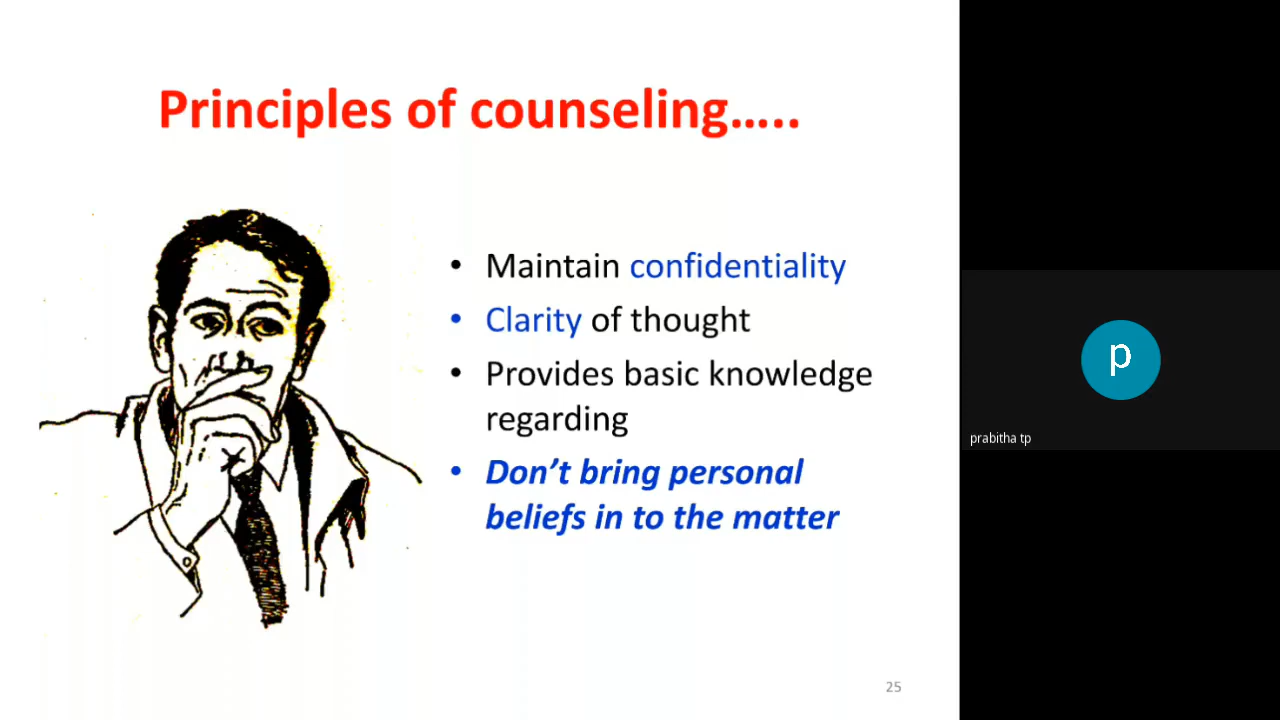 Principles of counseling.....
• Maintain confidentiality
• Clarity of thought
• Provides basic knowledge
regarding
• Don't bring personal
beliefs in to the matter
25
p
prabitha tp